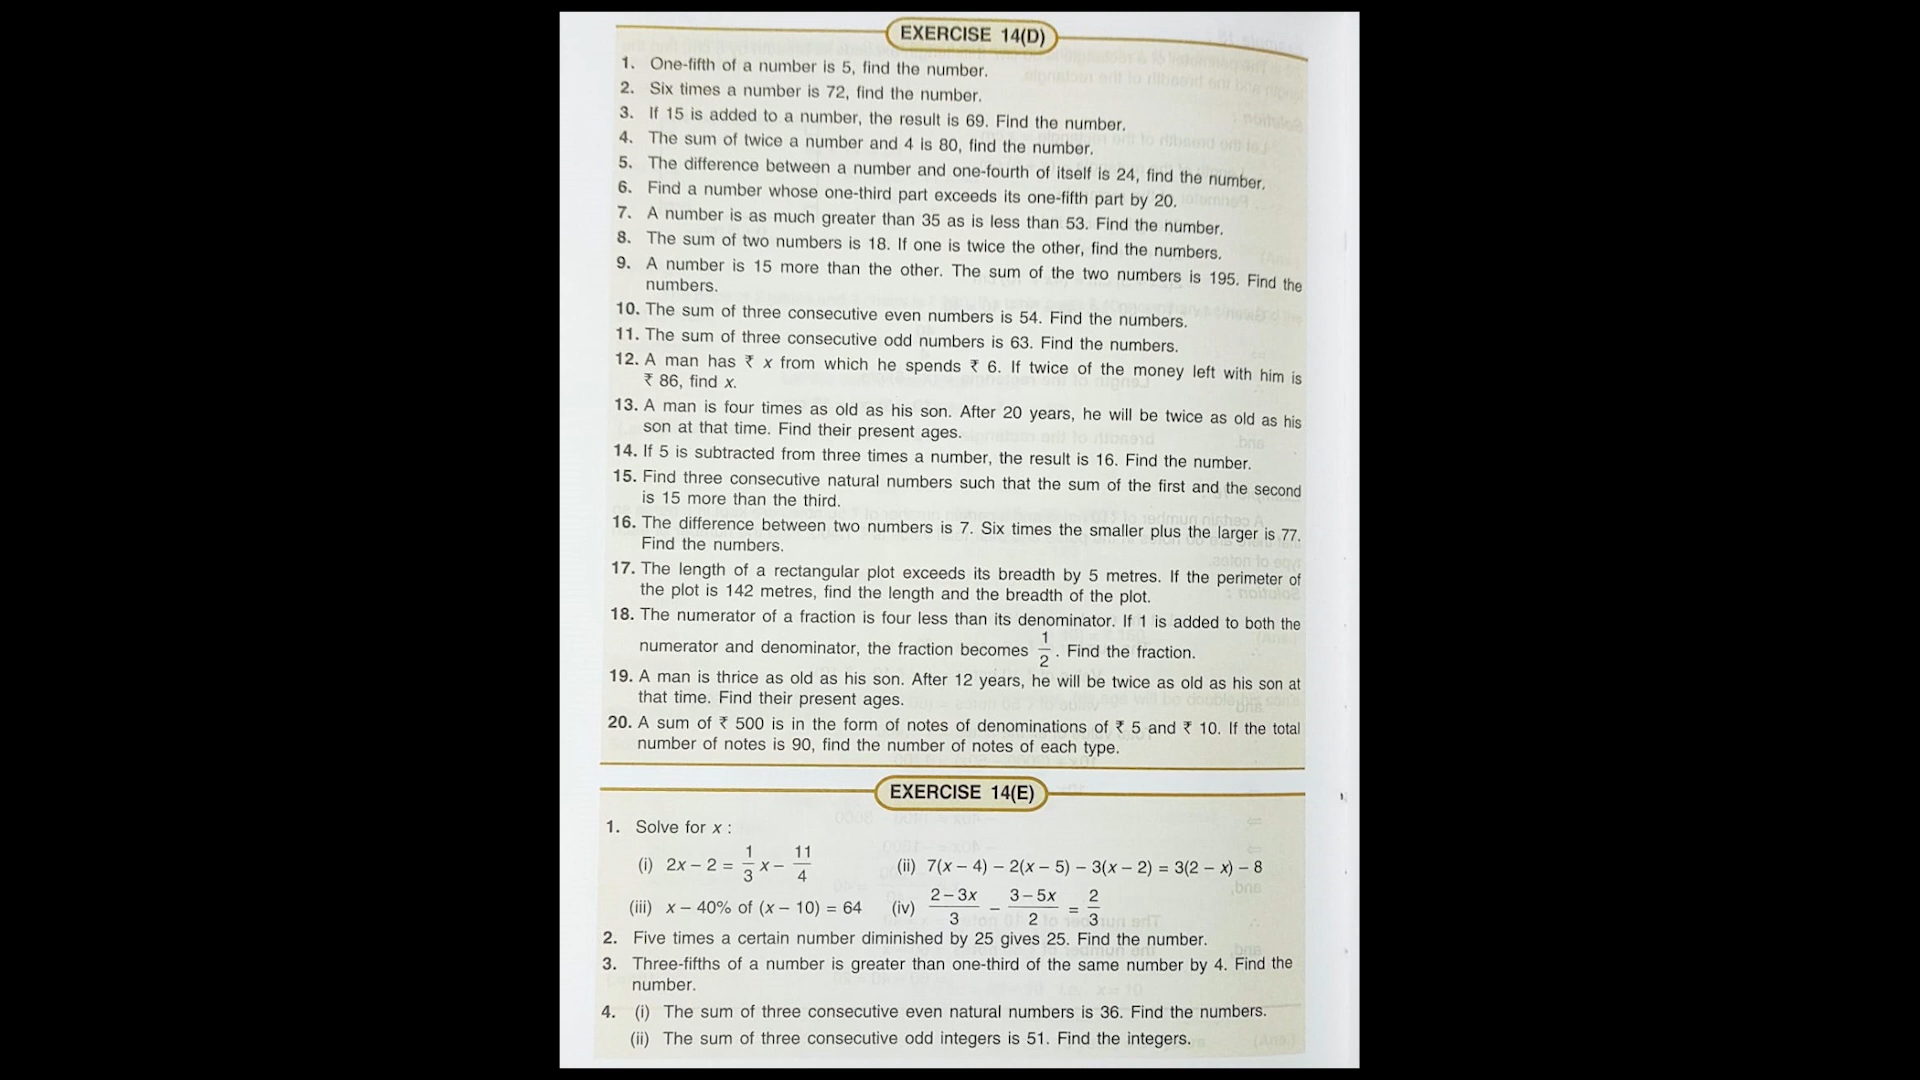 EXERCISE 14(D)
1. One-fifth of a number is 5, find the number.
2. Six times a number is 72, find the number.
3. If 15 is added to a number, the result is 69. Find the number.
4. The sum of twice a number and 4 is 80, find the number.
5. The difference between a number and one-fourth of itself is 24, find the number.
6. Find a number whose one-third part exceeds its one-fifth part by 20.
7. A number is as much greater than 35 as is less than 53. Find the number.
8. The sum of two numbers is 18. If one is twice the other, find the numbers.
9. A number is 15 more than the other. The sum of the two numbers is 195. Find the
numbers.
10. The sum of three consecutive even numbers is 54. Find the numbers.
11. The sum of three consecutive odd numbers is 63. Find the numbers.
12. A man has ₹ x from which he spends ₹ 6. If twice of the money left with him is
₹ 86, find x.
13. A man is four times as old as his son. After 20 years, he will be twice as old as his
son at that time. Find their present ages.
14. If 5 is subtracted from three times a number, the result is 16. Find the number.
15. Find three consecutive natural numbers such that the sum of the first and the second
is 15 more than the third.
16. The difference between two numbers is 7. Six times the smaller plus the larger is 77.
Find the numbers.
17. The length of a rectangular plot exceeds its breadth by 5 metres. If the perimeter of
the plot is 142 metres, find the length and the breadth of the plot.
18. The numerator of a fraction is four less than its denominator. If 1 is added to both the
numerator and denominator, the fraction becomes 1/2. Find the fraction.
19. A man is thrice as old as his son. After 12 years, he will be twice as old as his son at
that time. Find their present ages.
20. A sum of ₹ 500 is in the form of notes of denominations of ₹ 5 and ₹ 10. If the total
number of notes is 90, find the number of notes of each type.
EXERCISE 14(E)
1. Solve for x :
(i) 2x – 2 = 1/3 x – 11/4 (ii) 7(x – 4) – 2(x – 5) – 3(x – 2) = 3(2 – x) – 8
(iii) x – 40% of (x – 10) = 64 (iv) (2 – 3x)/3 – (3 – 5x)/2 = 2/3
2. Five times a certain number diminished by 25 gives 25. Find the number.
3. Three-fifths of a number is greater than one-third of the same number by 4. Find the
number.
4. (i) The sum of three consecutive even natural numbers is 36. Find the numbers.
(ii) The sum of three consecutive odd integers is 51. Find the integers.